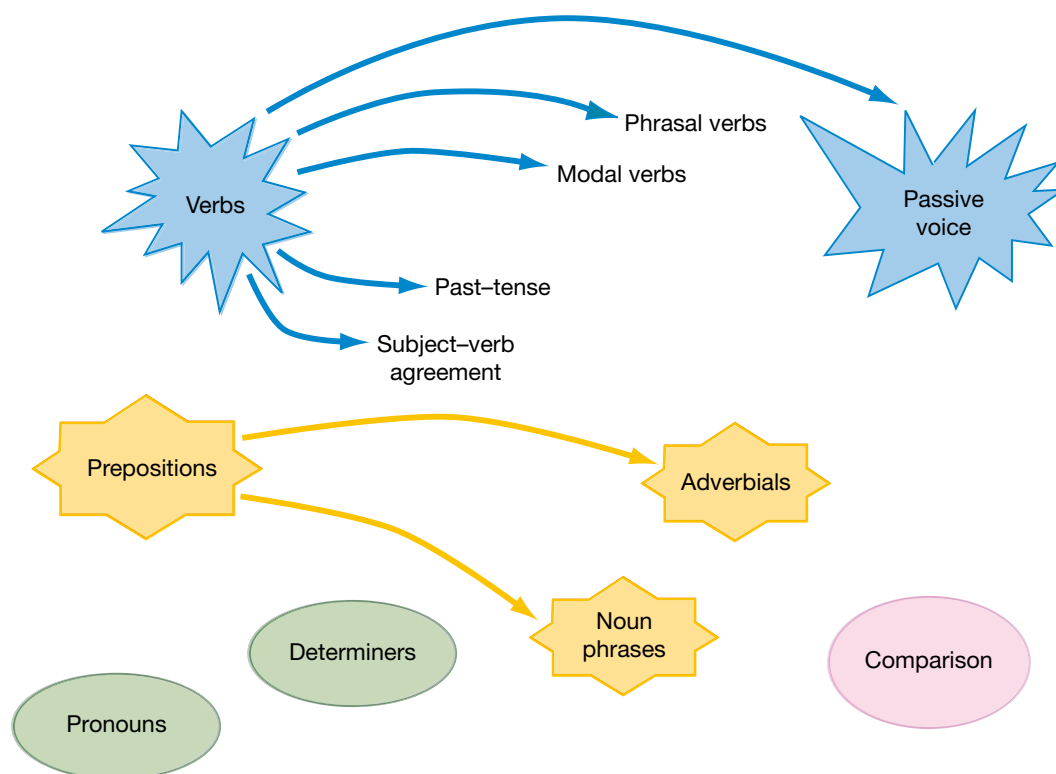 Phrasal verbs
Modal verbs
Verbs
Passive
voice
Past–tense
Subject–verb
agreement
Prepositions
Adverbials
Noun
phrases
Determiners
Comparison
Pronouns